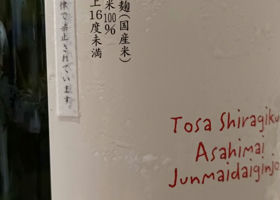 律で禁止されています。
麹(国産米)
米100%
上16度未満
Tosa Shiragiku
Asahimai
Junmaidaiginjo